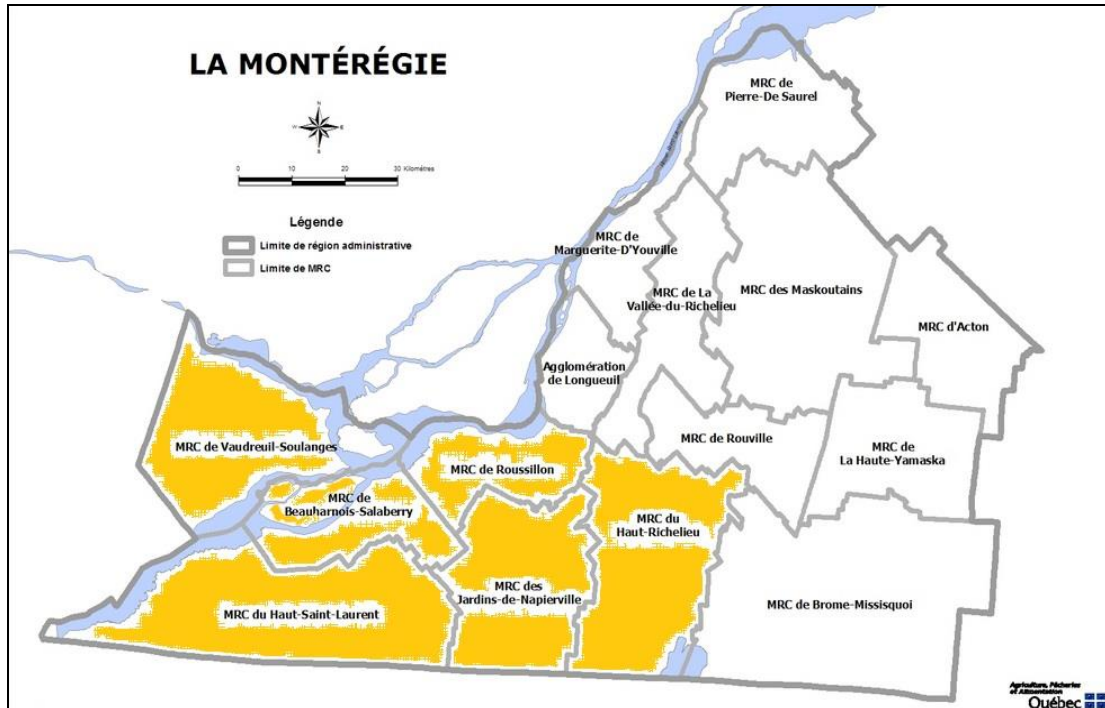 LA MONTÉRÉGIE
N
W
E
S
0 10 20 30 Kilomètres
Légende
Limite de région administrative
Limite de MRC
MRC de
Pierre-De Saurel
MRC de
Marguerite-D'Youville
MRC de La
Vallée-du-Richelieu
MRC des Maskoutains
MRC d'Acton
Agglomération
de Longueuil
MRC de Rouville
MRC de
La Haute-Yamaska
MRC de Vaudreuil-Soulanges
MRC de Roussillon
MRC de
Beauharnois-Salaberry
MRC du
Haut-Richelieu
MRC des
Jardins-de-Napierville
MRC du Haut-Saint-Laurent
MRC de Brome-Missisquoi
Agriculture, Pêcheries
et Alimentation
Québec